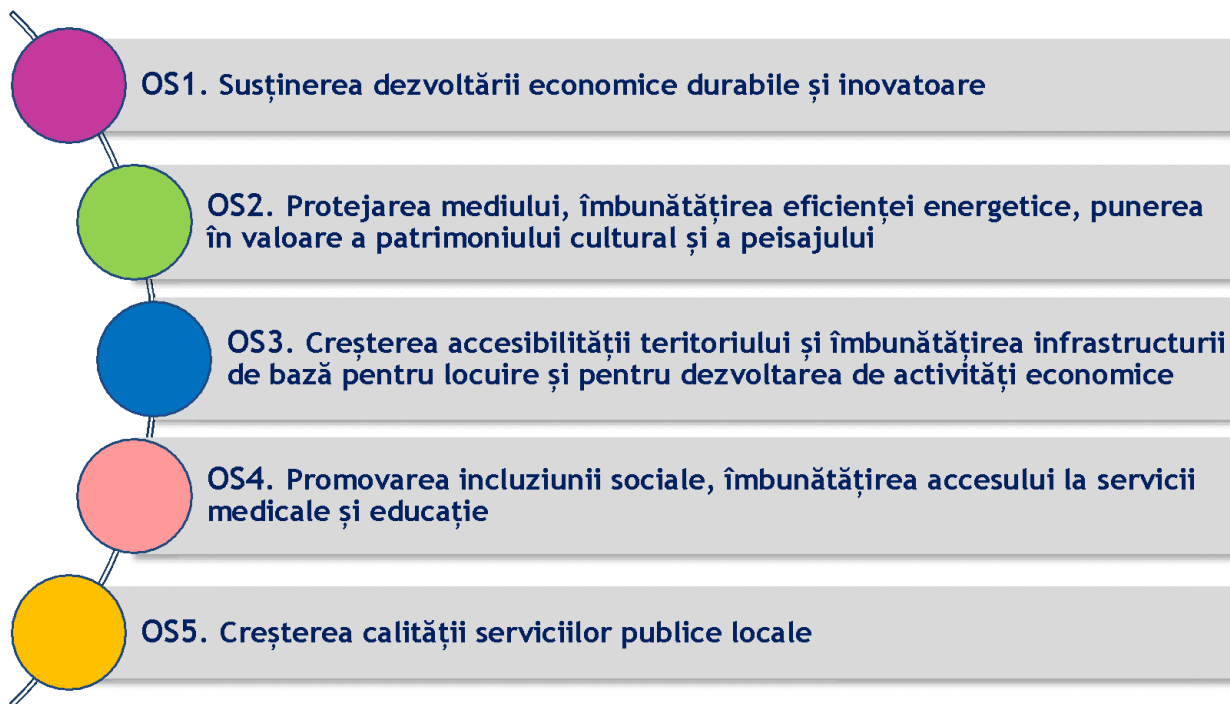 OS1. Susținerea dezvoltării economice durabile și inovatoare
OS2. Protejarea mediului, îmbunătățirea eficienței energetice, punerea
în valoare a patrimoniului cultural și a peisajului
OS3. Creșterea accesibilității teritoriului și îmbunătățirea infrastructurii
de bază pentru locuire și pentru dezvoltarea de activități economice
OS4. Promovarea incluziunii sociale, îmbunătățirea accesului la servicii
medicale și educație
OS5. Creșterea calității serviciilor publice locale